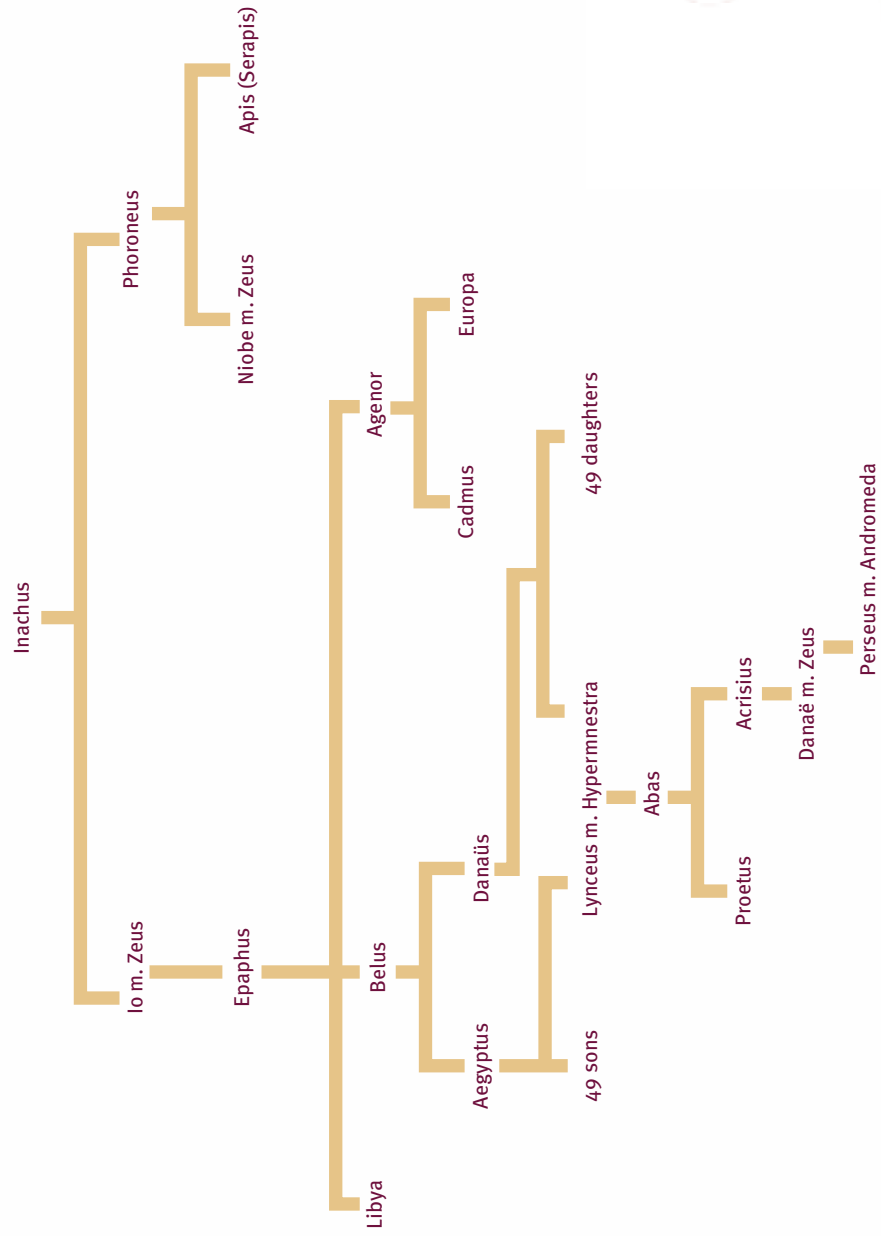 Inachus
Io m. Zeus
Phoroneus
Epaphus
Niobe m. Zeus
Apis (Serapis)
Libya
Belus
Agenor
Aegyptus
Danaüs
Cadmus
Europa
49 sons
Lynceus m. Hypermnestra
49 daughters
Abas
Proetus
Acrisius
Danaë m. Zeus
Perseus m. Andromeda